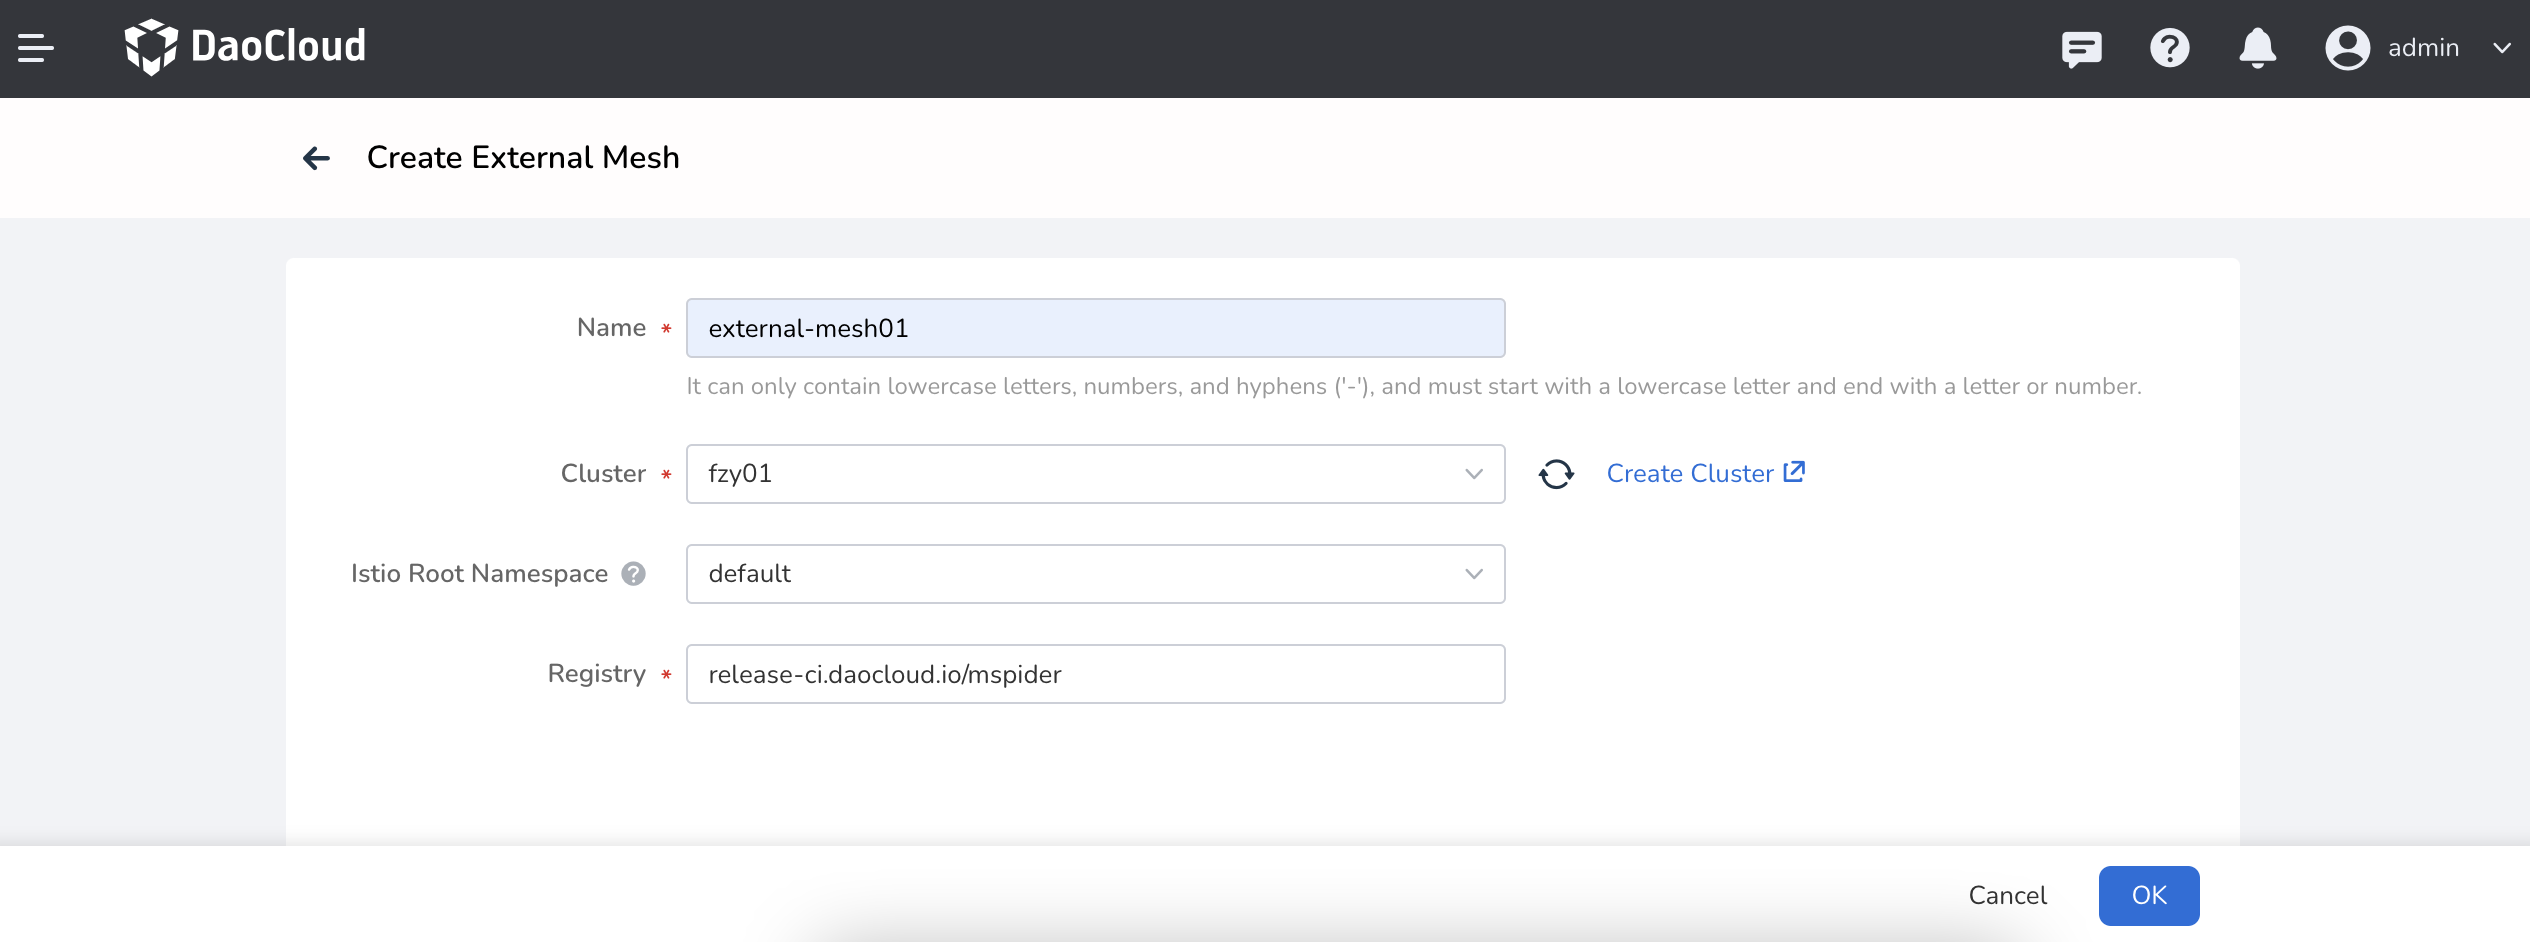 DaoCloud
admin
Create External Mesh
Name *
external-mesh01
It can only contain lowercase letters, numbers, and hyphens ('-'), and must start with a lowercase letter and end with a letter or number.
Cluster *
fzy01
Create Cluster
Istio Root Namespace
default
Registry *
release-ci.daocloud.io/mspider
Cancel
OK